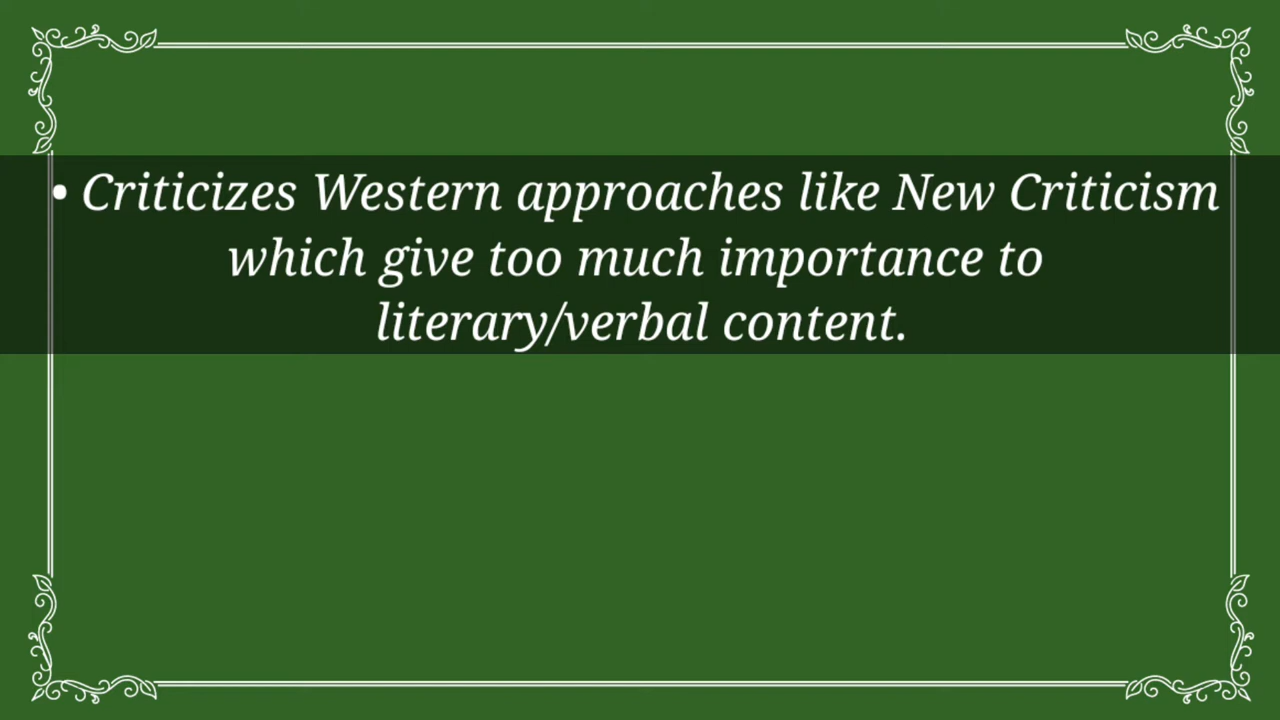 • Criticizes Western approaches like New Criticism
which give too much importance to
literary/verbal content.